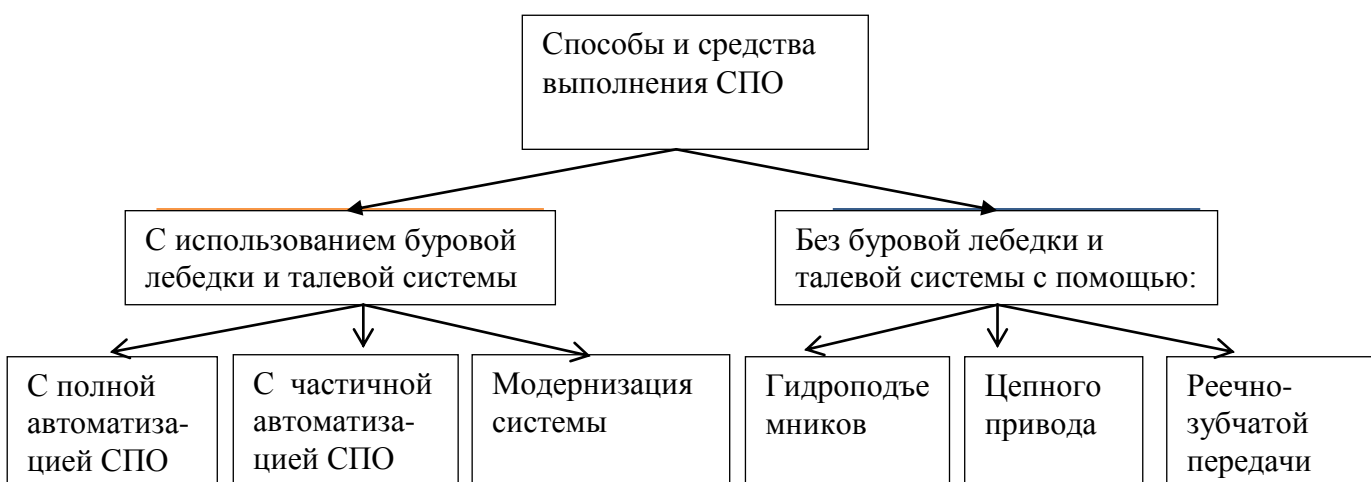 Способы и средства
выполнения СПО
С использованием буровой
лебедки и талевой системы
Без буровой лебедки и
талевой системы с помощью:
С полной
автоматиза-
цией СПО
С частичной
автоматиза-
цией СПО
Модернизация
системы
Гидроподъе
мников
Цепного
привода
Реечно-
зубчатой
передачи